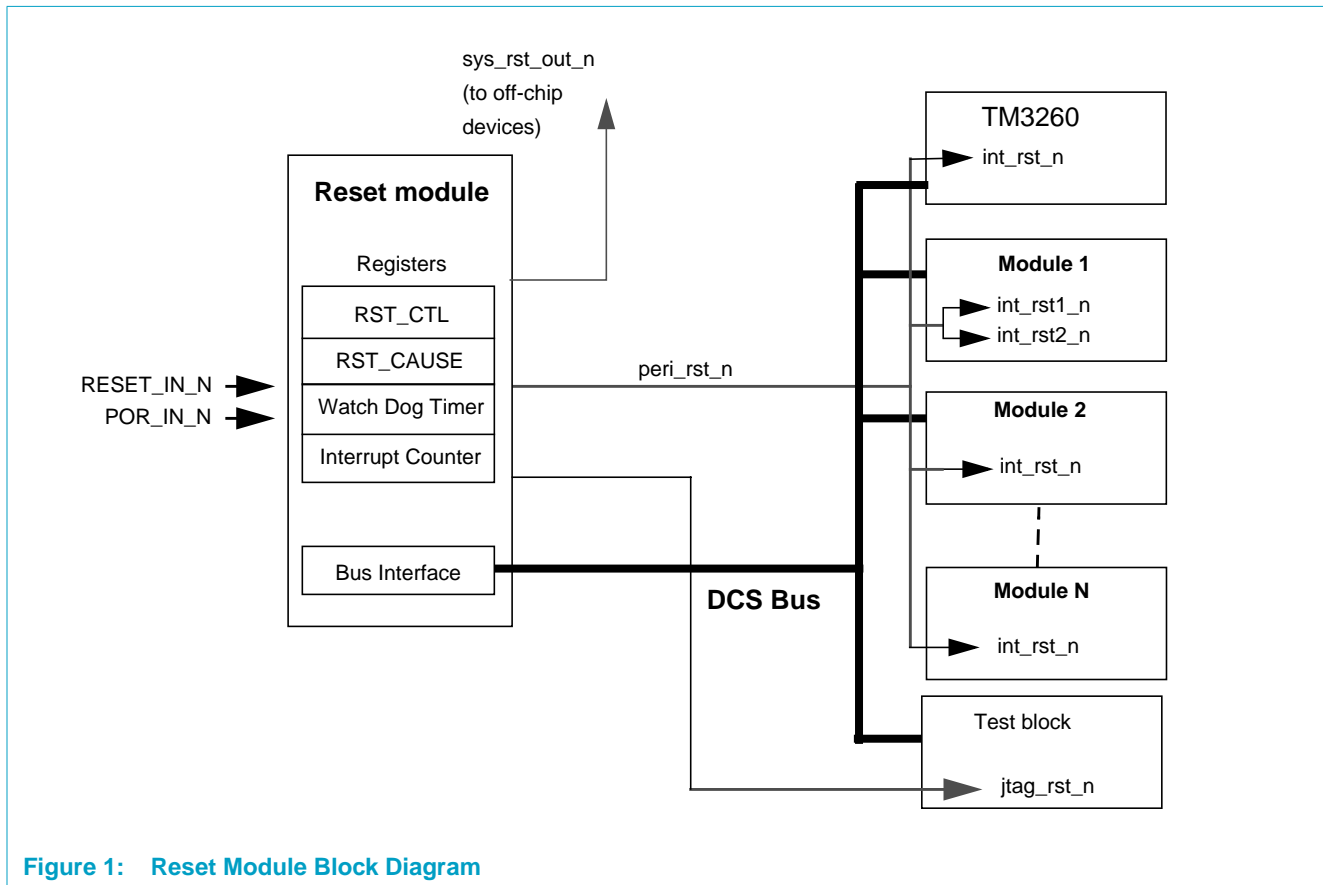 sys_rst_out_n
(to off-chip
devices)
Reset module
Registers
RST_CTL
RST_CAUSE
Watch Dog Timer
Interrupt Counter
Bus Interface
RESET_IN_N
POR_IN_N
peri_rst_n
DCS Bus
TM3260
int_rst_n
Module 1
int_rst1_n
int_rst2_n
Module 2
int_rst_n
Module N
int_rst_n
Test block
jtag_rst_n
Figure 1: Reset Module Block Diagram